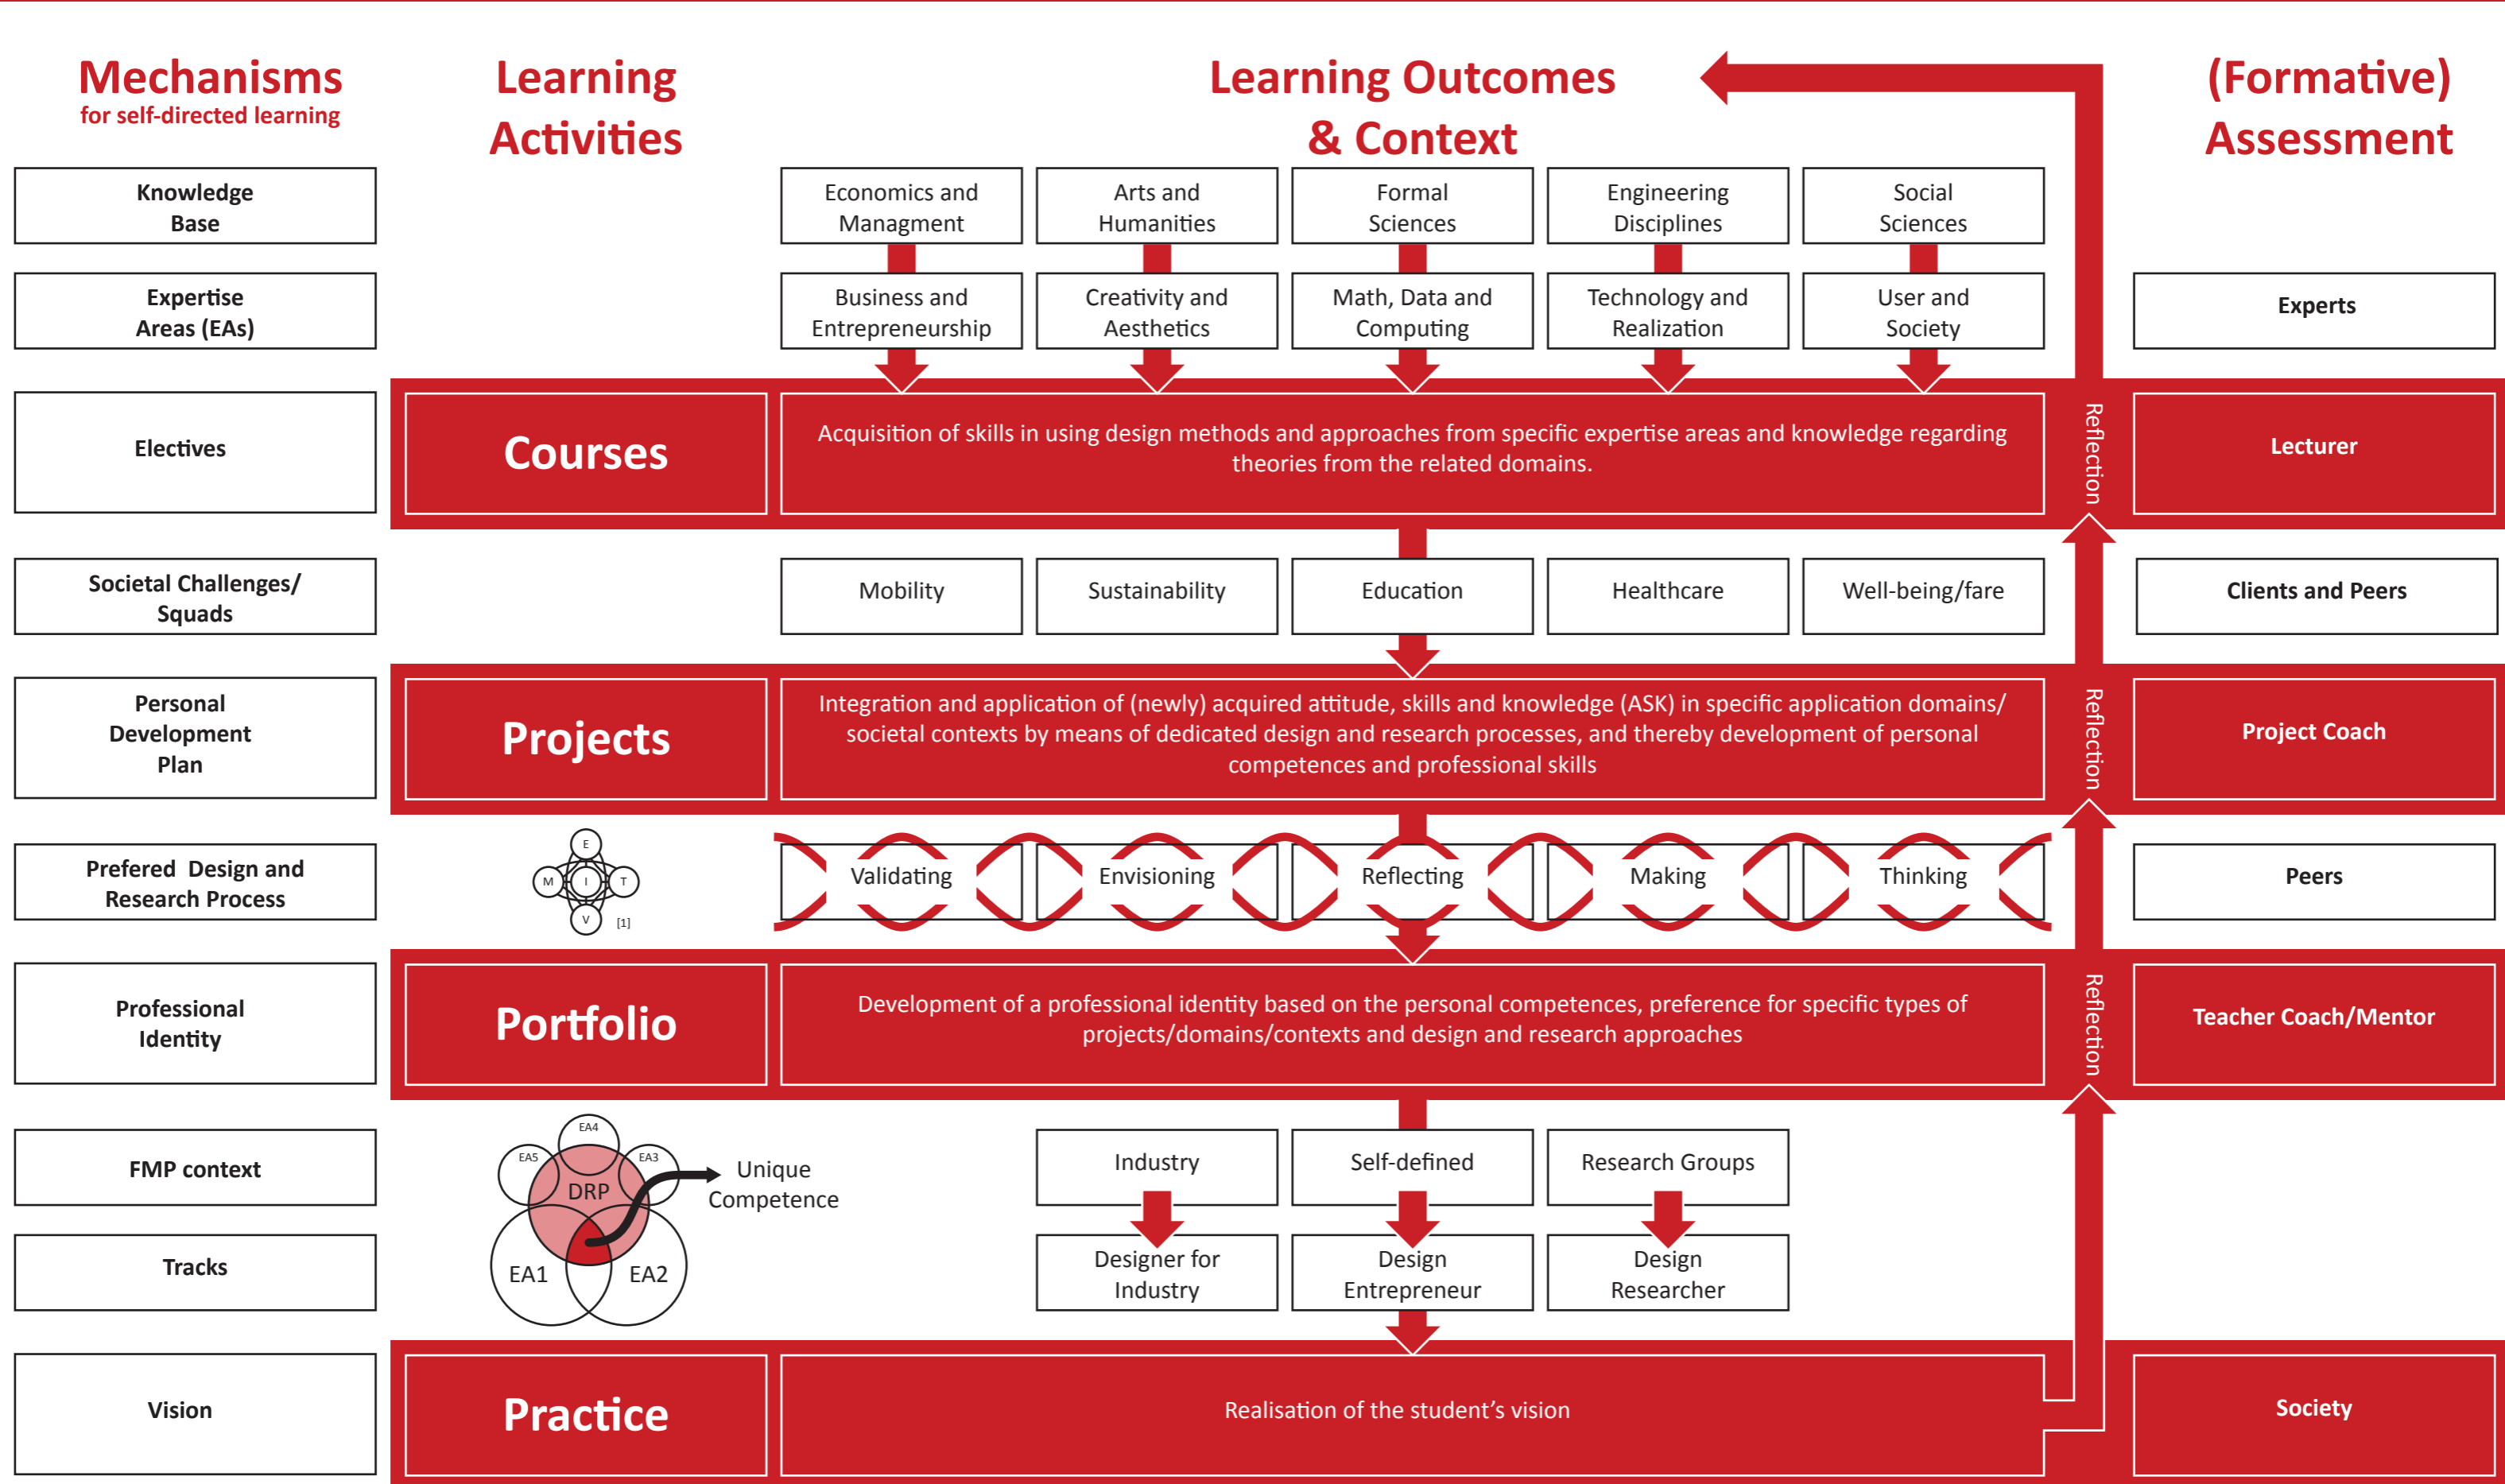 Mechanisms
for self-directed learning
Learning
Activities
Learning Outcomes
& Context
(Formative)
Assessment
Knowledge
Base
Economics and
Managment
Arts and
Humanities
Formal
Sciences
Engineering
Disciplines
Social
Sciences
Expertise
Areas (EAs)
Business and
Entrepreneurship
Creativity and
Aesthetics
Math, Data and
Computing
Technology and
Realization
User and
Society
Experts
Electives
Courses
Acquisition of skills in using design methods and approaches from specific expertise areas and knowledge regarding
theories from the related domains.
Reflection
Lecturer
Societal Challenges/
Squads
Mobility
Sustainability
Education
Healthcare
Well-being/fare
Clients and Peers
Personal
Development
Plan
Projects
Integration and application of (newly) acquired attitude, skills and knowledge (ASK) in specific application domains/
societal contexts by means of dedicated design and research processes, and thereby development of personal
competences and professional skills
Reflection
Project Coach
Prefered Design and
Research Process
E
M
I
T
V
[1]
Validating
Envisioning
Reflecting
Making
Thinking
Peers
Professional
Identity
Portfolio
Development of a professional identity based on the personal competences, preference for specific types of
projects/domains/contexts and design and research approaches
Reflection
Teacher Coach/Mentor
FMP context
EA4
EA5
EA3
DRP
EA1
EA2
Unique
Competence
Industry
Self-defined
Research Groups
Tracks
Designer for
Industry
Design
Entrepreneur
Design
Researcher
Vision
Practice
Realisation of the student’s vision
Society